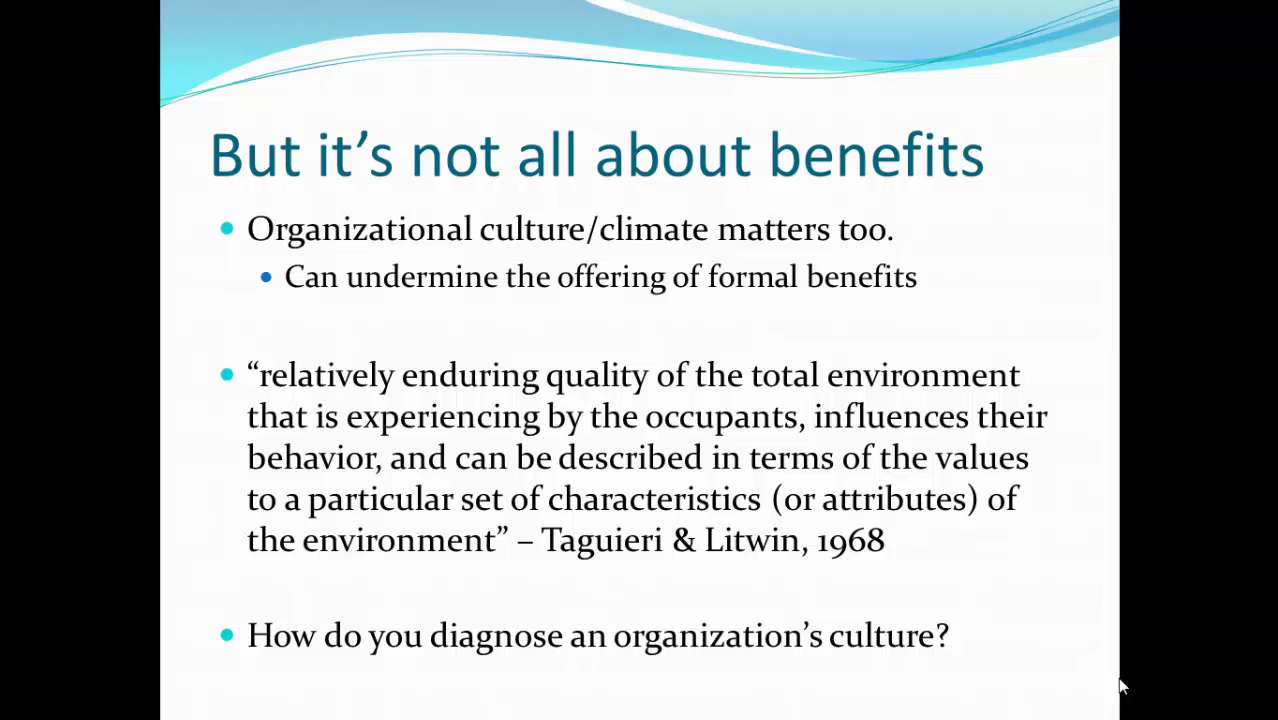 But it’s not all about benefits
Organizational culture/climate matters too.
Can undermine the offering of formal benefits
“relatively enduring quality of the total environment
that is experiencing by the occupants, influences their
behavior, and can be described in terms of the values
to a particular set of characteristics (or attributes) of
the environment” – Taguieri & Litwin, 1968
How do you diagnose an organization’s culture?